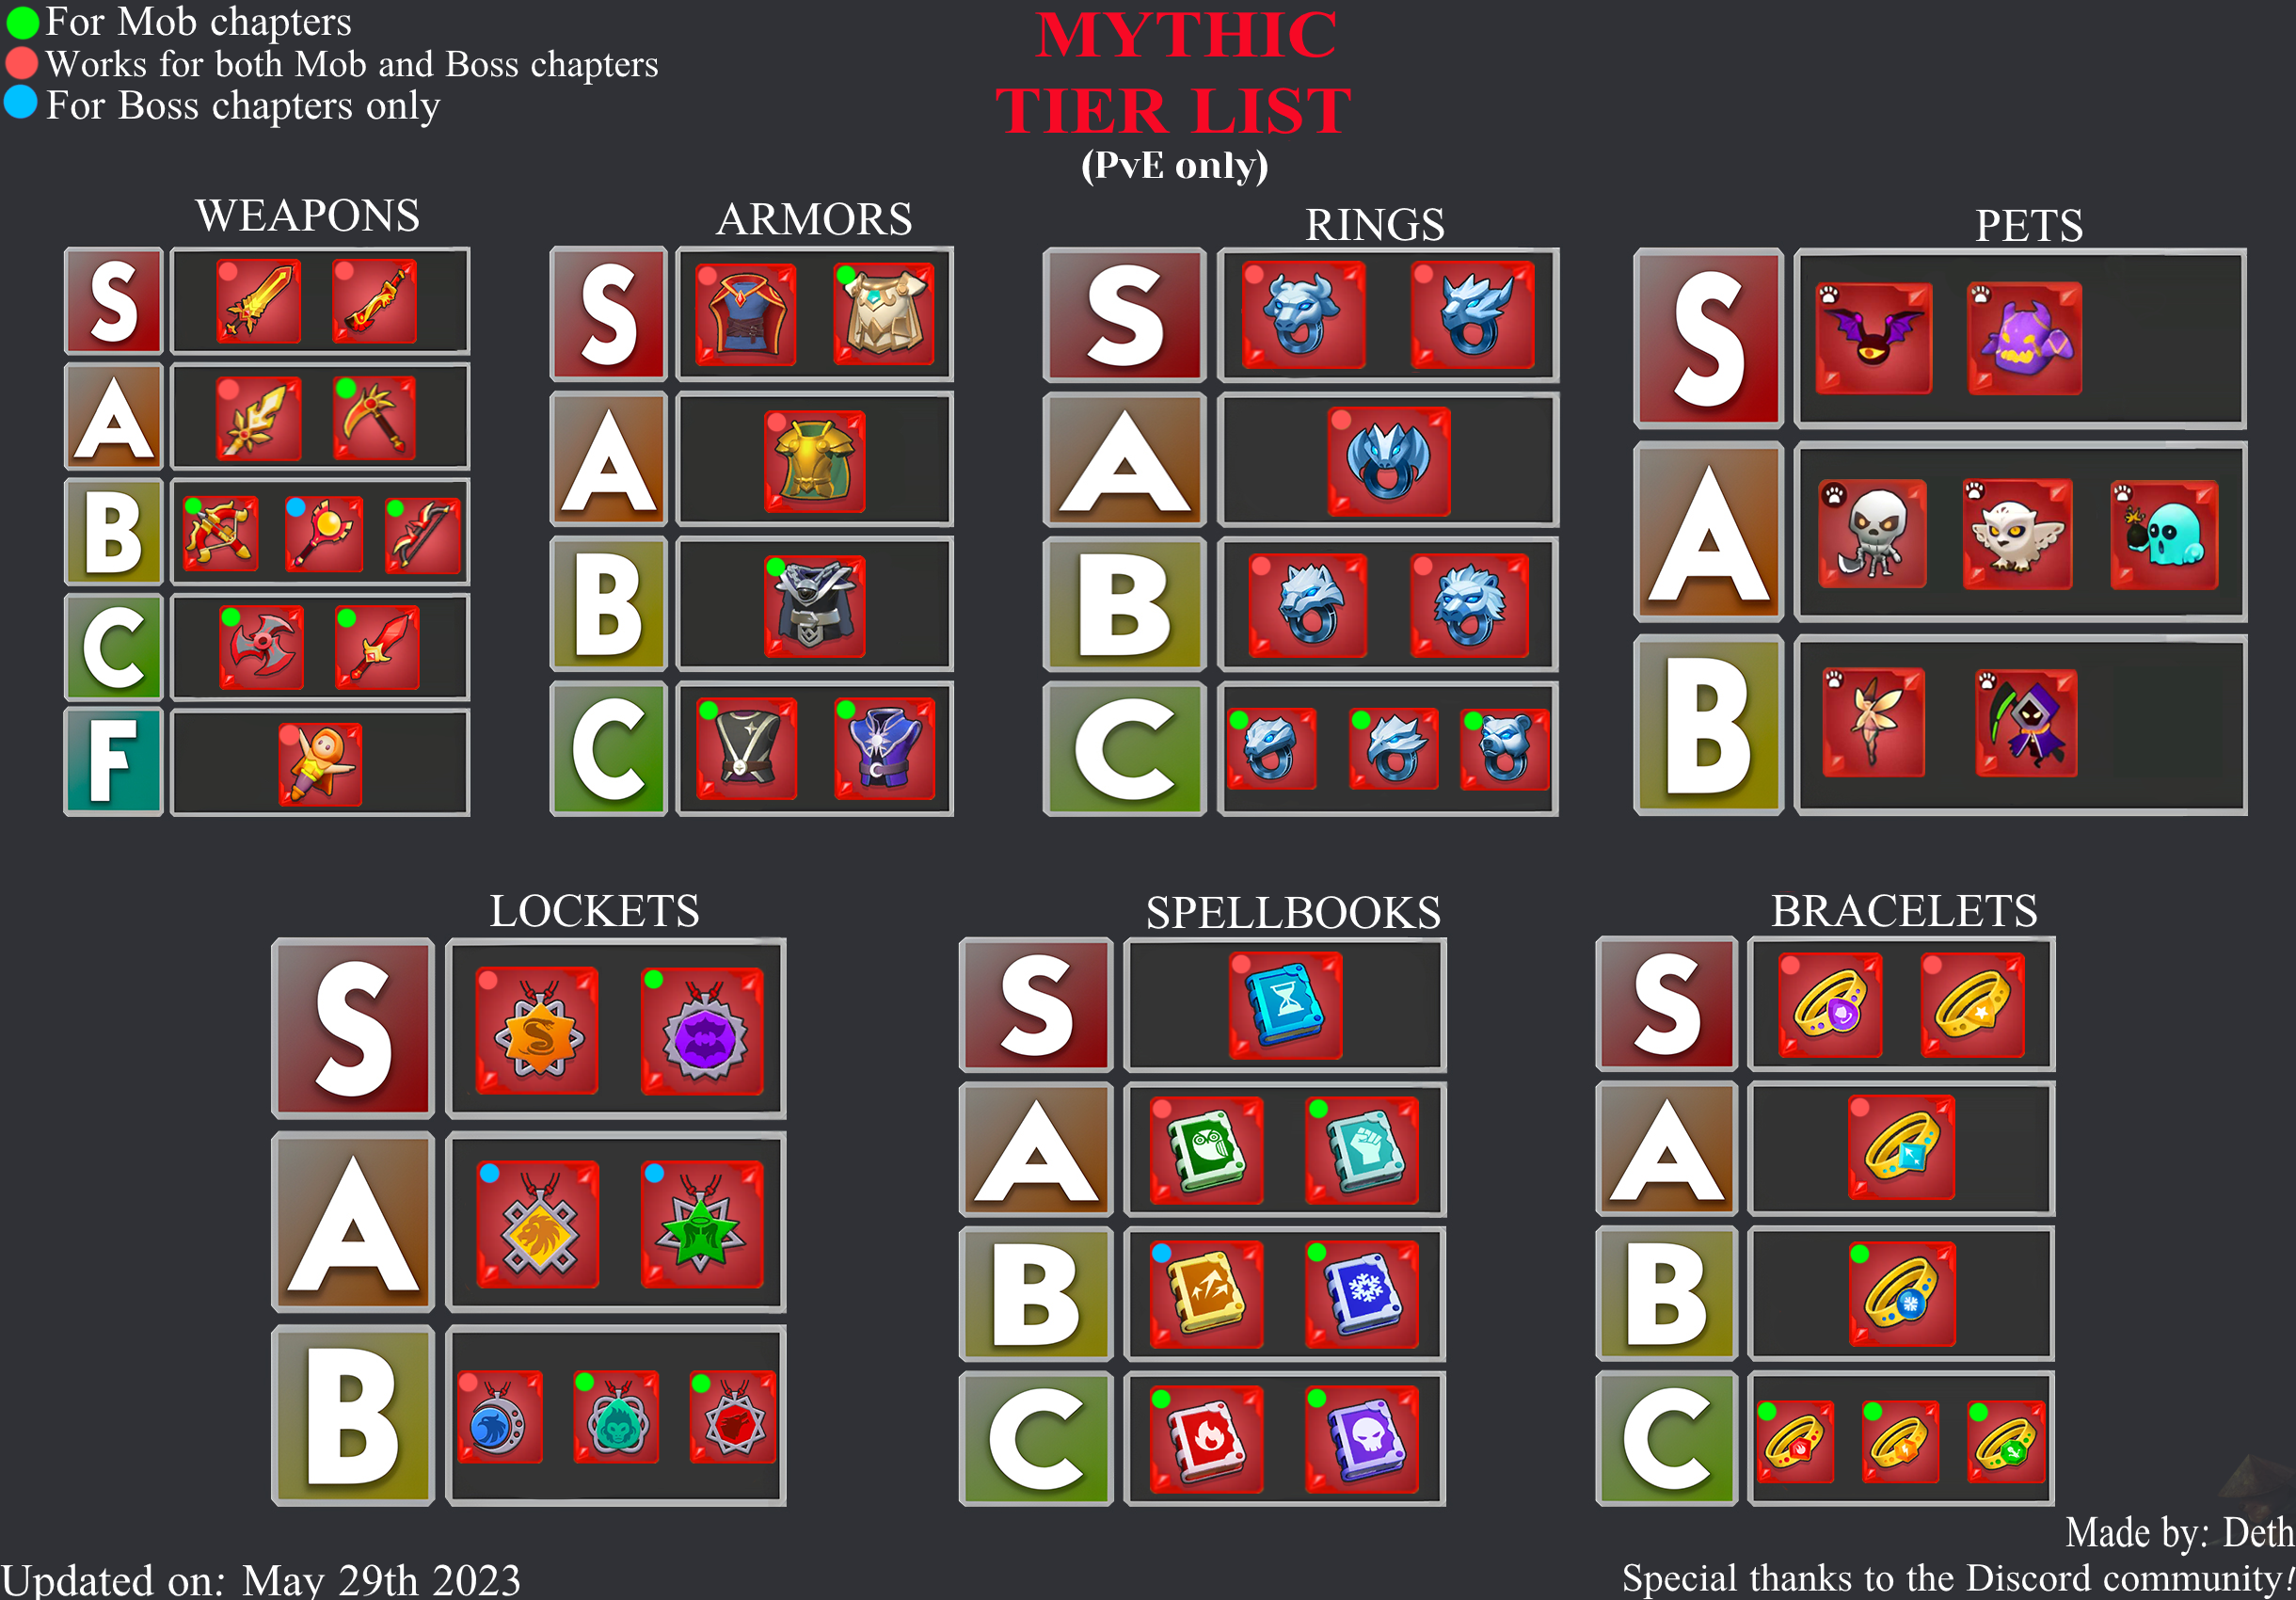 For Mob chapters
Works for both Mob and Boss chapters
For Boss chapters only
MYTHIC
TIER LIST
(PvE only)
WEAPONS
S
A
B
C
F
ARMORS
S
A
B
C
RINGS
S
A
B
C
PETS
S
A
B
LOCKETS
S
A
B
SPELLBOOKS
S
A
B
C
BRACELETS
S
A
B
C
Made by: Deth
Updated on: May 29th 2023
Special thanks to the Discord community!